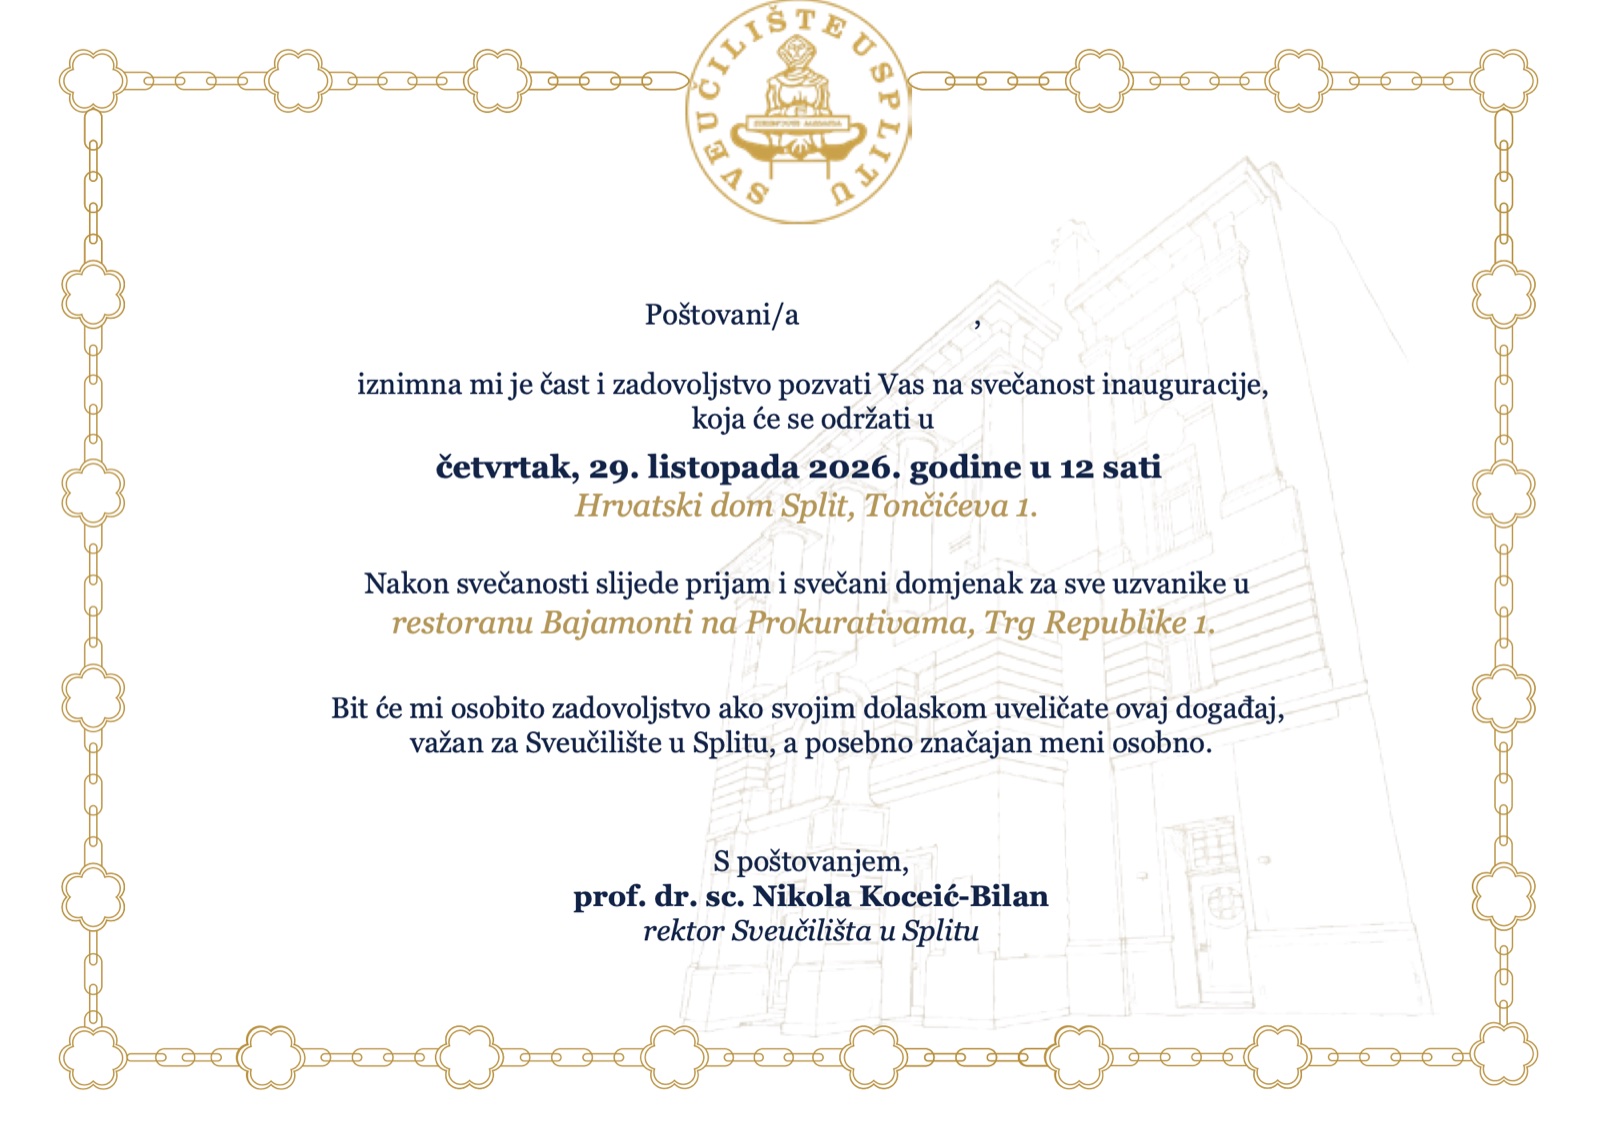 SVEUČILIŠTE U SPLITU
Poštovani/a ,
iznimna mi je čast i zadovoljstvo pozvati Vas na svečanost inauguracije,
koja će se održati u
četvrtak, 29. listopada 2026. godine u 12 sati
Hrvatski dom Split, Tončićeva 1.
Nakon svečanosti slijede prijam i svečani domjenak za sve uzvanike u
restoranu Bajamonti na Prokurativama, Trg Republike 1.
Bit će mi osobito zadovoljstvo ako svojim dolaskom uveličate ovaj događaj,
važan za Sveučilište u Splitu, a posebno značajan meni osobno.
S poštovanjem,
prof. dr. sc. Nikola Koceić-Bilan
rektor Sveučilišta u Splitu